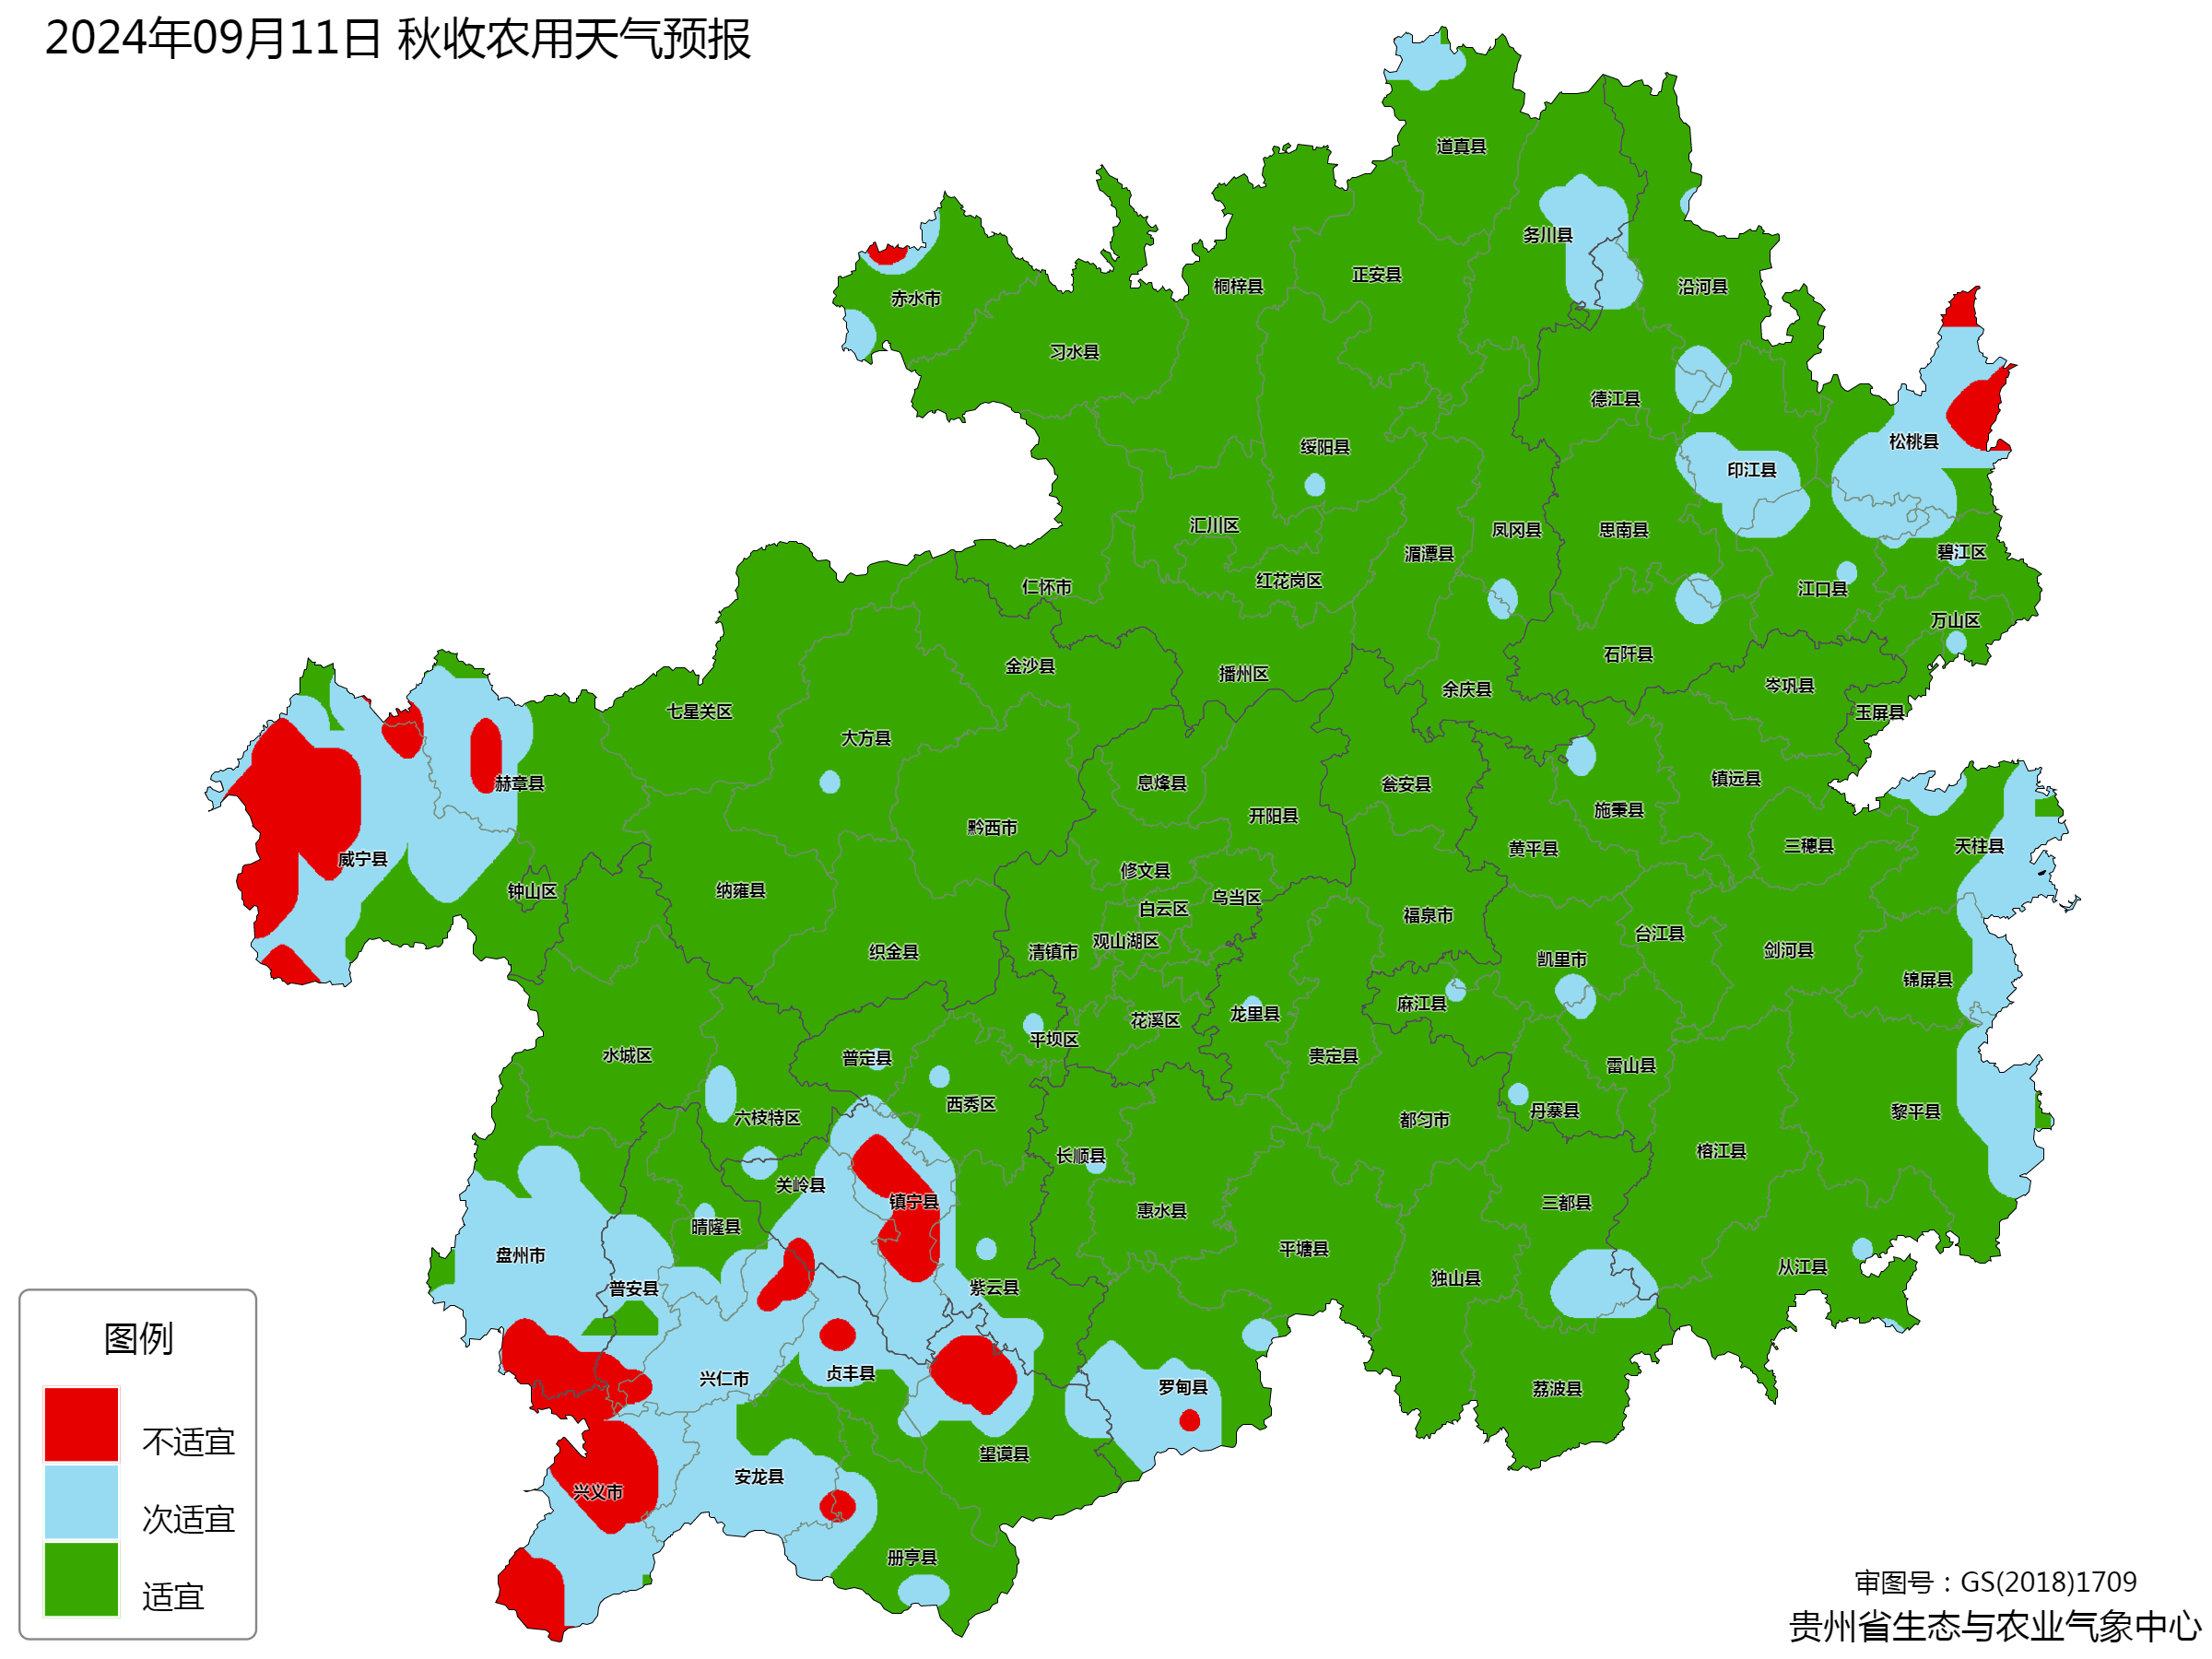 2024年09月11日 秋收农用天气预报
道真县
务川县
正安县
桐梓县
沿河县
赤水市
习水县
德江县
松桃县
绥阳县
印江县
汇川区
凤冈县
思南县
湄潭县
碧江区
红花岗区
仁怀市
江口县
万山区
石阡县
金沙县
播州区
岑巩县
余庆县
七星关区
玉屏县
大方县
镇远县
赫章县
息烽县
瓮安县
施秉县
开阳县
黔西市
三穗县
天柱县
黄平县
威宁县
修文县
钟山区
纳雍县
乌当区
白云区
福泉市
台江县
观山湖区
清镇市
织金县
剑河县
凯里市
锦屏县
麻江县
龙里县
花溪区
平坝区
水城区
普定县
贵定县
雷山县
西秀区
丹寨县
黎平县
六枝特区
都匀市
榕江县
长顺县
关岭县
镇宁县
三都县
惠水县
晴隆县
平塘县
盘州市
从江县
独山县
普安县
紫云县
贞丰县
兴仁市
罗甸县
荔波县
望谟县
安龙县
兴义市
册亨县
图例
不适宜
次适宜
适宜
审图号：GS(2018)1709
贵州省生态与农业气象中心